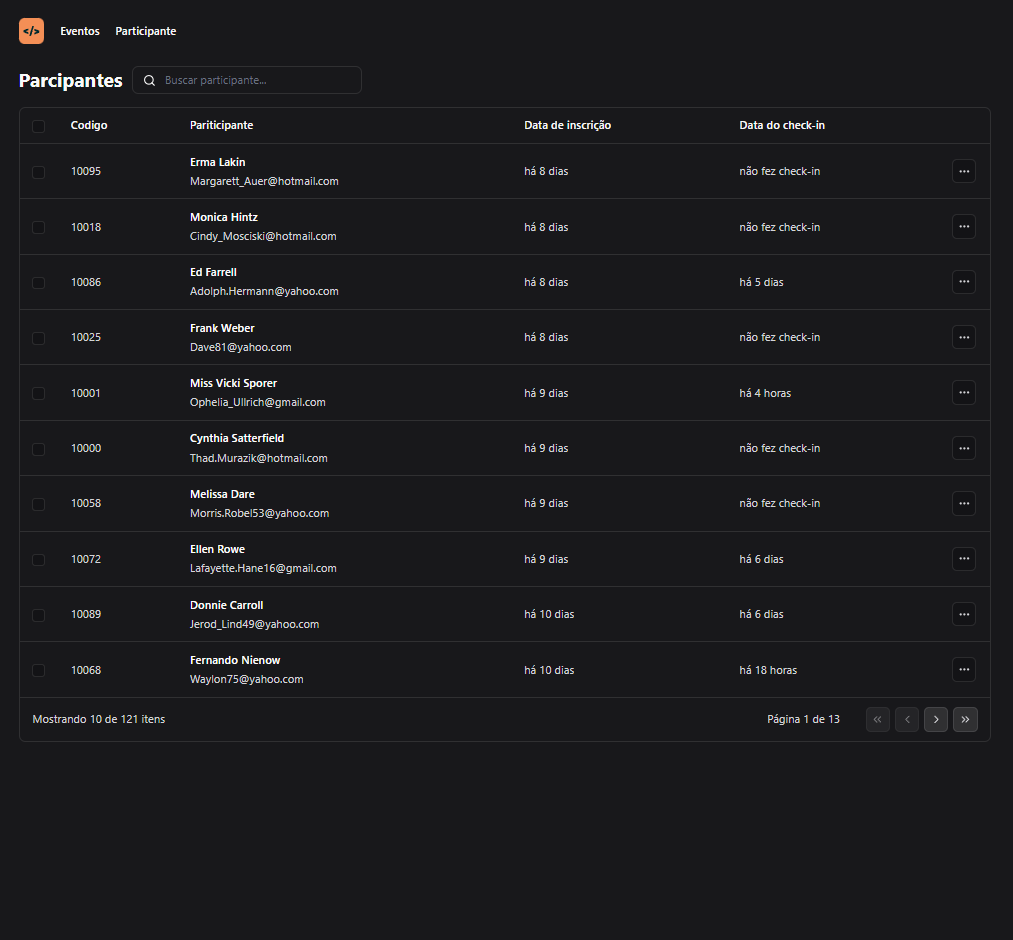 </> Eventos Participante
Parcipantes Buscar participante...
Codigo Pariticipante Data de inscrição Data do check-in
Erma Lakin
10095 há 8 dias não fez check-in ...
Margarett_Auer@hotmail.com
Monica Hintz
10018 há 8 dias não fez check-in ...
Cindy_Mosciski@hotmail.com
Ed Farrell
10086 há 8 dias há 5 dias ...
Adolph.Hermann@yahoo.com
Frank Weber
10025 há 8 dias não fez check-in ...
Dave81@yahoo.com
Miss Vicki Sporer
10001 há 9 dias há 4 horas ...
Ophelia_Ullrich@gmail.com
Cynthia Satterfield
10000 há 9 dias não fez check-in ...
Thad.Murazik@hotmail.com
Melissa Dare
10058 há 9 dias não fez check-in ...
Morris.Robel53@yahoo.com
Ellen Rowe
10072 há 9 dias há 6 dias ...
Lafayette.Hane16@gmail.com
Donnie Carroll
10089 há 10 dias há 6 dias ...
Jerod_Lind49@yahoo.com
Fernando Nienow
10068 há 10 dias há 18 horas ...
Waylon75@yahoo.com
Mostrando 10 de 121 itens Página 1 de 13 « ‹ › »